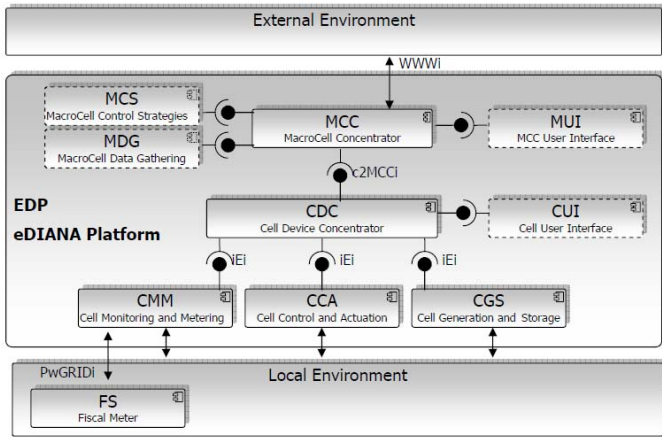 External Environment
WWWi
MCS
MacroCell Control Strategies
MCC
MacroCell Concentrator
MUI
MCC User Interface
MDG
MacroCell Data Gathering
c2MCCi
EDP
eDIANA Platform
CDC
Cell Device Concentrator
CUI
Cell User Interface
iEi
iEi
iEi
CMM
Cell Monitoring and Metering
CCA
Cell Control and Actuation
CGS
Cell Generation and Storage
PwGRIDi
Local Environment
FS
Fiscal Meter